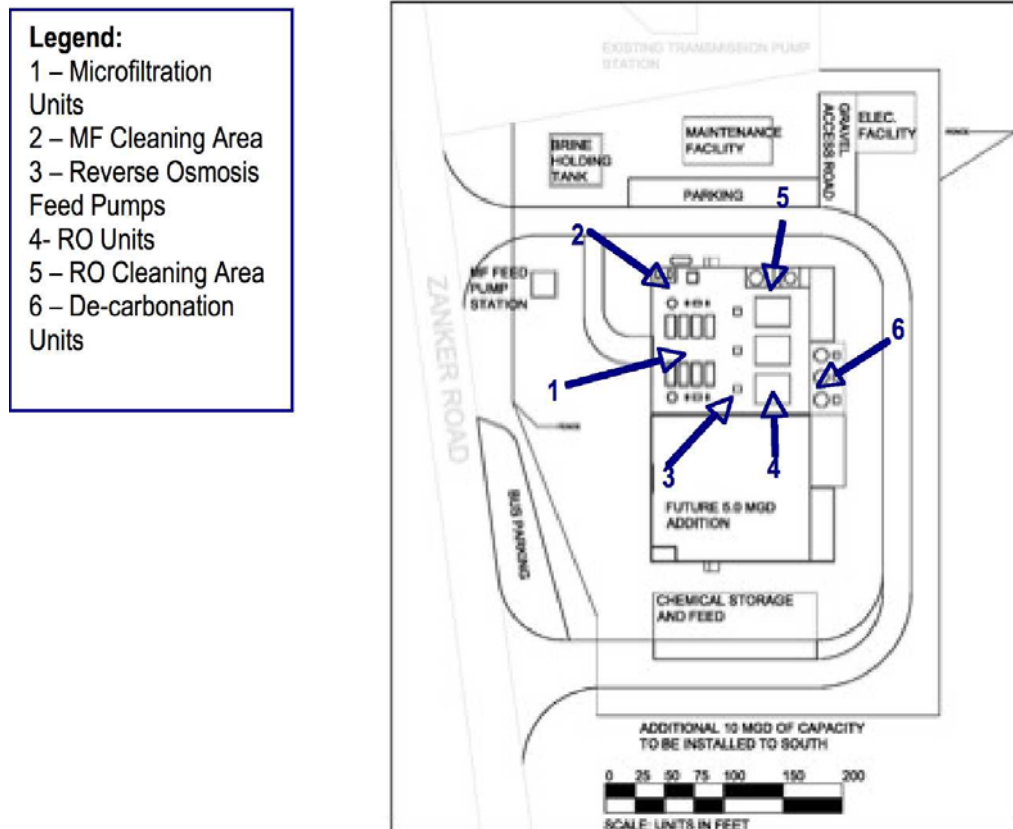 Legend:
1 – Microfiltration
Units
2 – MF Cleaning Area
3 – Reverse Osmosis
Feed Pumps
4- RO Units
5 – RO Cleaning Area
6 – De-carbonation
Units
EXISTING TRANSMISSION PUMP
STATION
BRINE
HOLDING
TANK
MAINTENANCE
FACILITY
GRAVEL
ACCESS ROAD
ELEC.
FACILITY
FENCE
PARKING
5
2
MF FEED
PUMP
STATION
ZANKER ROAD
6
1
FENCE
3
4
FUTURE 5.0 MGD
ADDITION
BUS PARKING
CHEMICAL STORAGE
AND FEED
ADDITIONAL 10 MGD OF CAPACITY
TO BE INSTALLED TO SOUTH
0 25 50 75 100 150 200
SCALE: UNITS IN FEET